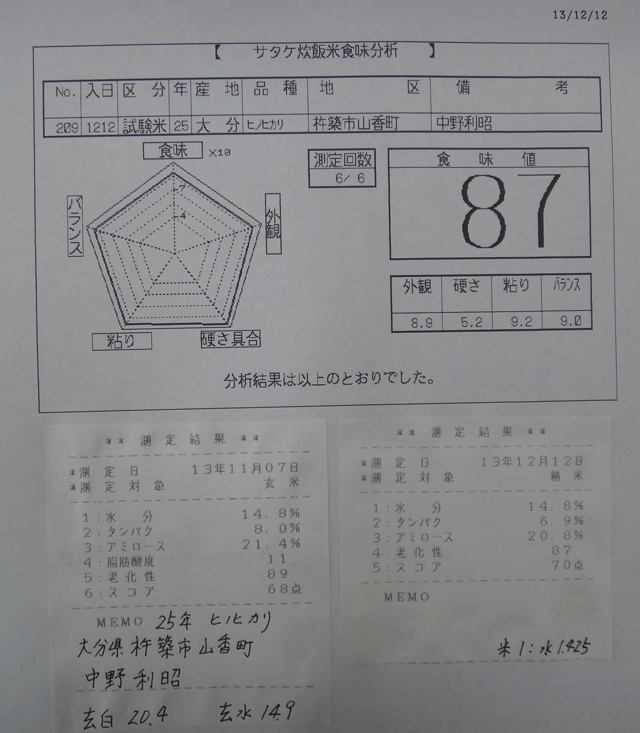 13/12/12
【 サタケ炊飯米食味分析 】
No. 入日 区分 年 産地 品種 地区 備考
209 1212 試験米 25 大分 ヒノヒカリ 杵築市山香町 中野利昭
食味 ×10
7
4
バランス
外観
粘り
硬さ具合
測定回数
6/ 6
食味値
87
外観 硬さ 粘り バランス
8.9 5.2 9.2 9.0
分析結果は以上のとおりでした。
** 測定結果 **
*測定日 13年11月07日
*測定対象 玄米
1:水分 14.8%
2:タンパク 8.0%
3:アミロース 21.4%
4:脂肪酸度 11
5:老化性 89
6:スコア 68点
MEMO 25年 ヒノヒカリ
大分県杵築市山香町
中野利昭
玄白 20.4 玄水 14.9
** 測定結果 **
*測定日 13年12月12日
*測定対象 精米
1:水分 14.8%
2:タンパク 6.9%
3:アミロース 20.8%
4:老化性 87
5:スコア 70点
MEMO
米1:水1.425